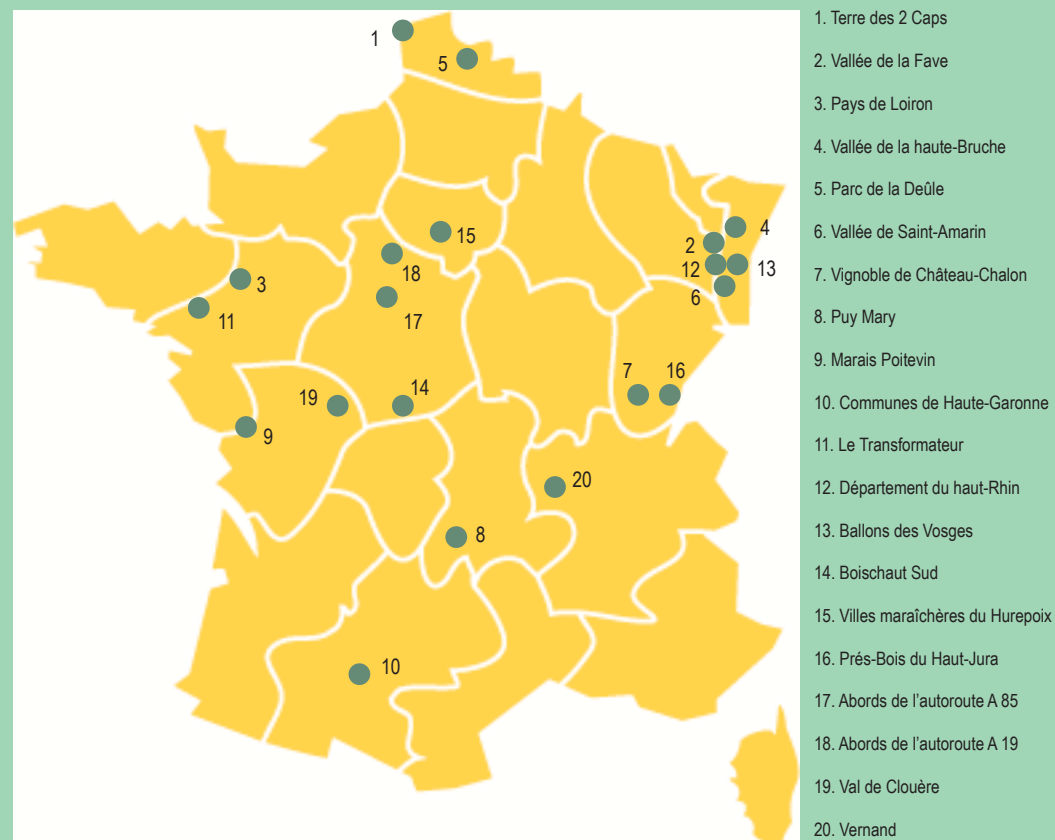 1
5
15
4
2
12
13
18
3
6
11
17
7
16
19
14
9
20
8
10
1. Terre des 2 Caps
2. Vallée de la Fave
3. Pays de Loiron
4. Vallée de la haute-Bruche
5. Parc de la Deûle
6. Vallée de Saint-Amarin
7. Vignoble de Château-Chalon
8. Puy Mary
9. Marais Poitevin
10. Communes de Haute-Garonne
11. Le Transformateur
12. Département du haut-Rhin
13. Ballons des Vosges
14. Boischaut Sud
15. Villes maraîchères du Hurepoix
16. Prés-Bois du Haut-Jura
17. Abords de l'autoroute A 85
18. Abords de l'autoroute A 19
19. Val de Clouère
20. Vernand